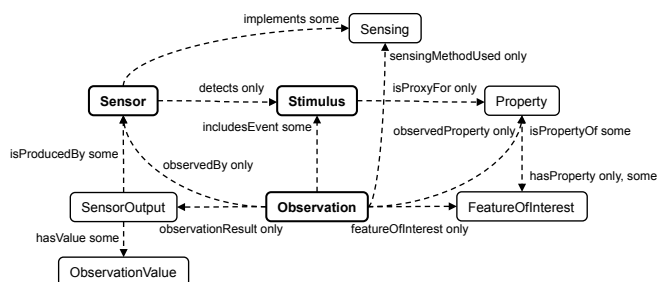 implements some
Sensing
sensingMethodUsed only
detects only
isProxyFor only
Sensor
Stimulus
Property
includesEvent some
observedProperty only
isPropertyOf some
isProducedBy some
observedBy only
hasProperty only, some
SensorOutput
Observation
FeatureOfInterest
observationResult only
featureOfInterest only
hasValue some
ObservationValue